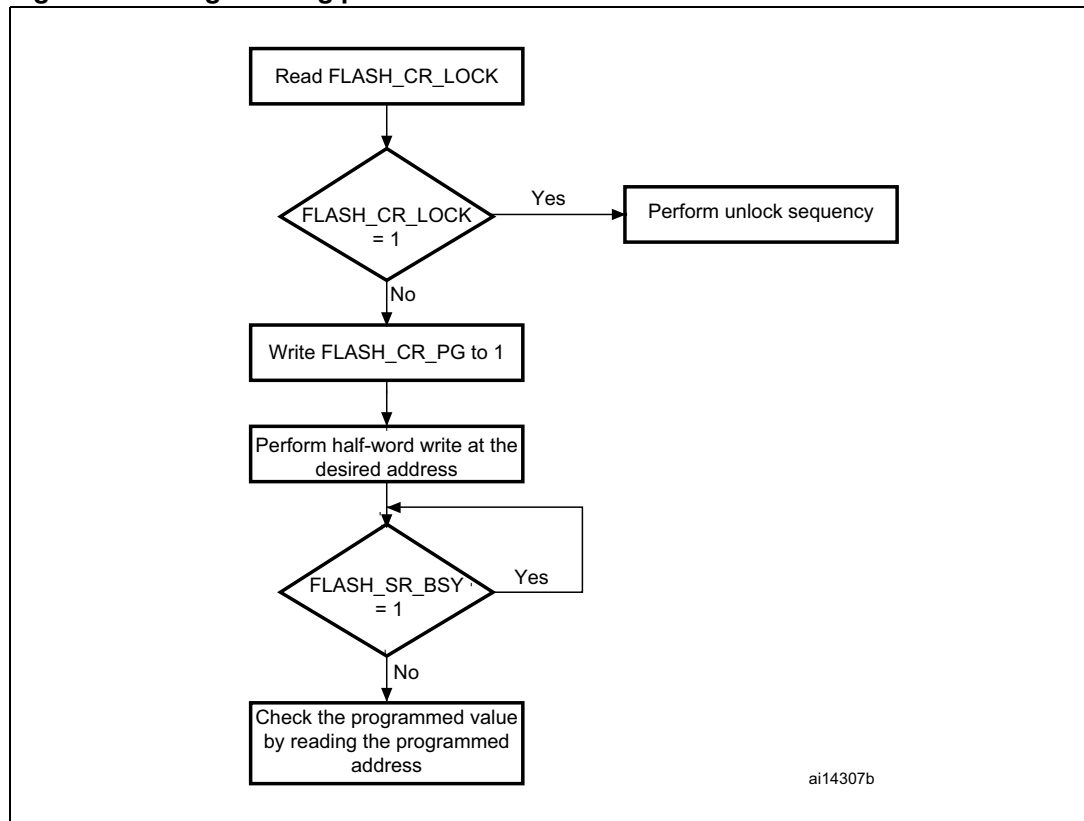 Read FLASH_CR_LOCK
FLASH_CR_LOCK
= 1
Yes
Perform unlock sequency
No
Write FLASH_CR_PG to 1
Perform half-word write at the
desired address
FLASH_SR_BSY
= 1
Yes
No
Check the programmed value
by reading the programmed
address
ai14307b